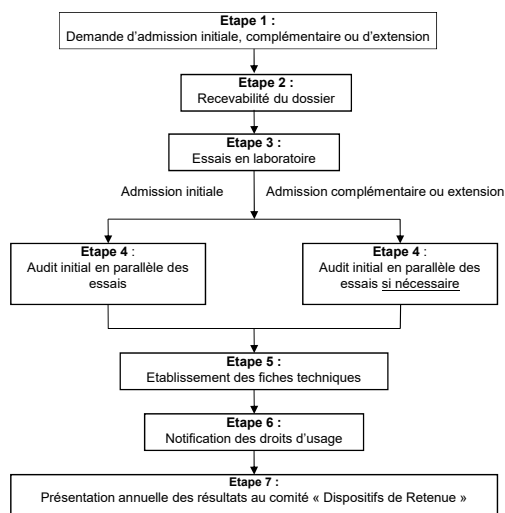 Etape 1 :
Demande d'admission initiale, complémentaire ou d'extension
Etape 2 :
Recevabilité du dossier
Etape 3 :
Essais en laboratoire
Admission initiale
Admission complémentaire ou extension
Etape 4 :
Audit initial en parallèle des
essais
Etape 4 :
Audit initial en parallèle des
essais si nécessaire
Etape 5 :
Etablissement des fiches techniques
Etape 6 :
Notification des droits d'usage
Etape 7 :
Présentation annuelle des résultats au comité « Dispositifs de Retenue »